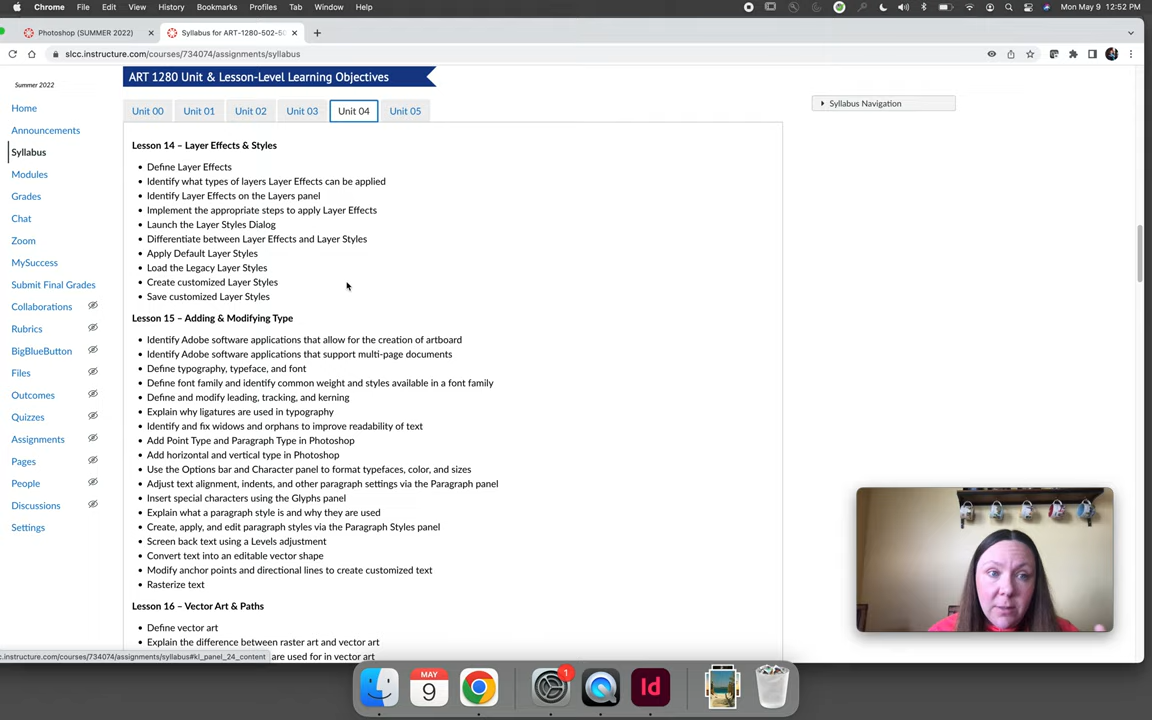 Chrome File Edit View History Bookmarks Profiles Tab Window Help
Mon May 9 12:52 PM
Photoshop (SUMMER 2022)
Syllabus for ART-1280-502-
slcc.instructure.com/courses/734074/assignments/syllabus
Summer 2022
Home
Announcements
Syllabus
Modules
Grades
Chat
Zoom
MySuccess
Submit Final Grades
Collaborations
Rubrics
BigBlueButton
Files
Outcomes
Quizzes
Assignments
Pages
People
Discussions
Settings
ART 1280 Unit & Lesson-Level Learning Objectives
Unit 00 Unit 01 Unit 02 Unit 03 Unit 04 Unit 05
Syllabus Navigation
Lesson 14 – Layer Effects & Styles
• Define Layer Effects
• Identify what types of layers Layer Effects can be applied
• Identify Layer Effects on the Layers panel
• Implement the appropriate steps to apply Layer Effects
• Launch the Layer Styles Dialog
• Differentiate between Layer Effects and Layer Styles
• Apply Default Layer Styles
• Load the Legacy Layer Styles
• Create customized Layer Styles
• Save customized Layer Styles
Lesson 15 – Adding & Modifying Type
• Identify Adobe software applications that allow for the creation of artboard
• Identify Adobe software applications that support multi-page documents
• Define typography, typeface, and font
• Define font family and identify common weight and styles available in a font family
• Define and modify leading, tracking, and kerning
• Explain why ligatures are used in typography
• Identify and fix widows and orphans to improve readability of text
• Add Point Type and Paragraph Type in Photoshop
• Add horizontal and vertical type in Photoshop
• Use the Options bar and Character panel to format typefaces, color, and sizes
• Adjust text alignment, indents, and other paragraph settings via the Paragraph panel
• Insert special characters using the Glyphs panel
• Explain what a paragraph style is and why they are used
• Create, apply, and edit paragraph styles via the Paragraph Styles panel
• Screen back text using a Levels adjustment
• Convert text into an editable vector shape
• Modify anchor points and directional lines to create customized text
• Rasterize text
Lesson 16 – Vector Art & Paths
• Define vector art
• Explain the difference between raster art and vector art
are used for in vector art
c.instructure.com/courses/734074/assignments/syllabus#kl_panel_24_content
MAY
9
1
Id